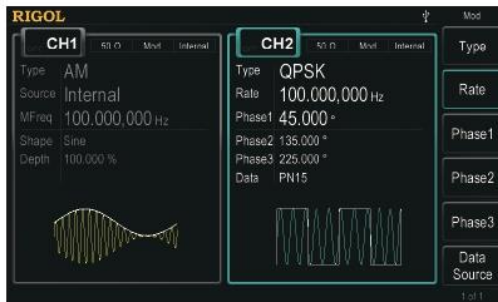 RIGOL
Mod
CH1 50 Ω Mod Internal
Type AM
Source Internal
MFreq 100.000,000 Hz
Shape Sine
Depth 100.000 %
CH2 50 Ω Mod Internal
Type QPSK
Rate 100.000,000 Hz
Phase1 45.000 °
Phase2 135.000 °
Phase3 225.000 °
Data PN15
Type
Rate
Phase1
Phase2
Phase3
Data
Source
1 of 1